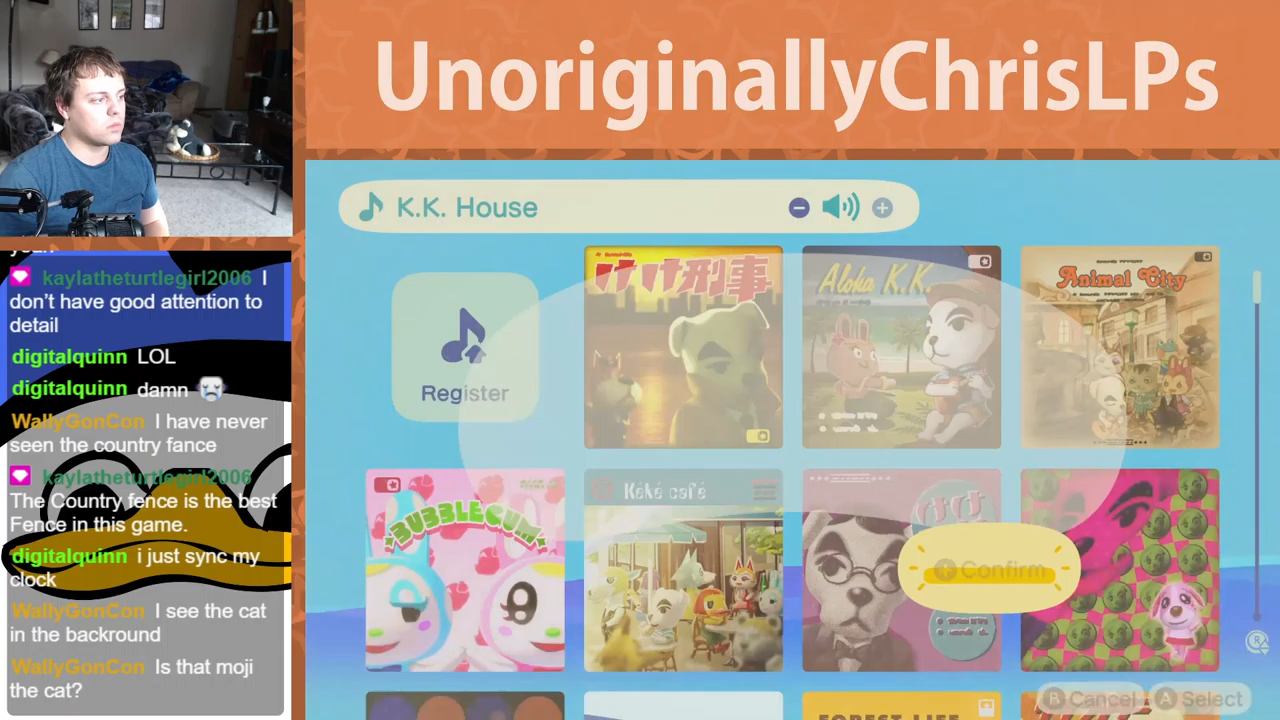 UnoriginallyChrisLPs
K.K. House
Register
けけ刑事
Aloha K.K.
Animal City
BUBBLEGUM
Kéké café
けけ
FOREST LIFE
Confirm
B Cancel A Select
R
kaylatheturtlegirl2006 I
don't have good attention to
detail
digitalquinn LOL
digitalquinn damn
WallyGonCon I have never
seen the country fance
kaylatheturtlegirl2006
The Country fence is the best
Fence in this game.
digitalquinn i just sync my
clock
WallyGonCon I see the cat
in the backround
WallyGonCon Is that moji
the cat?